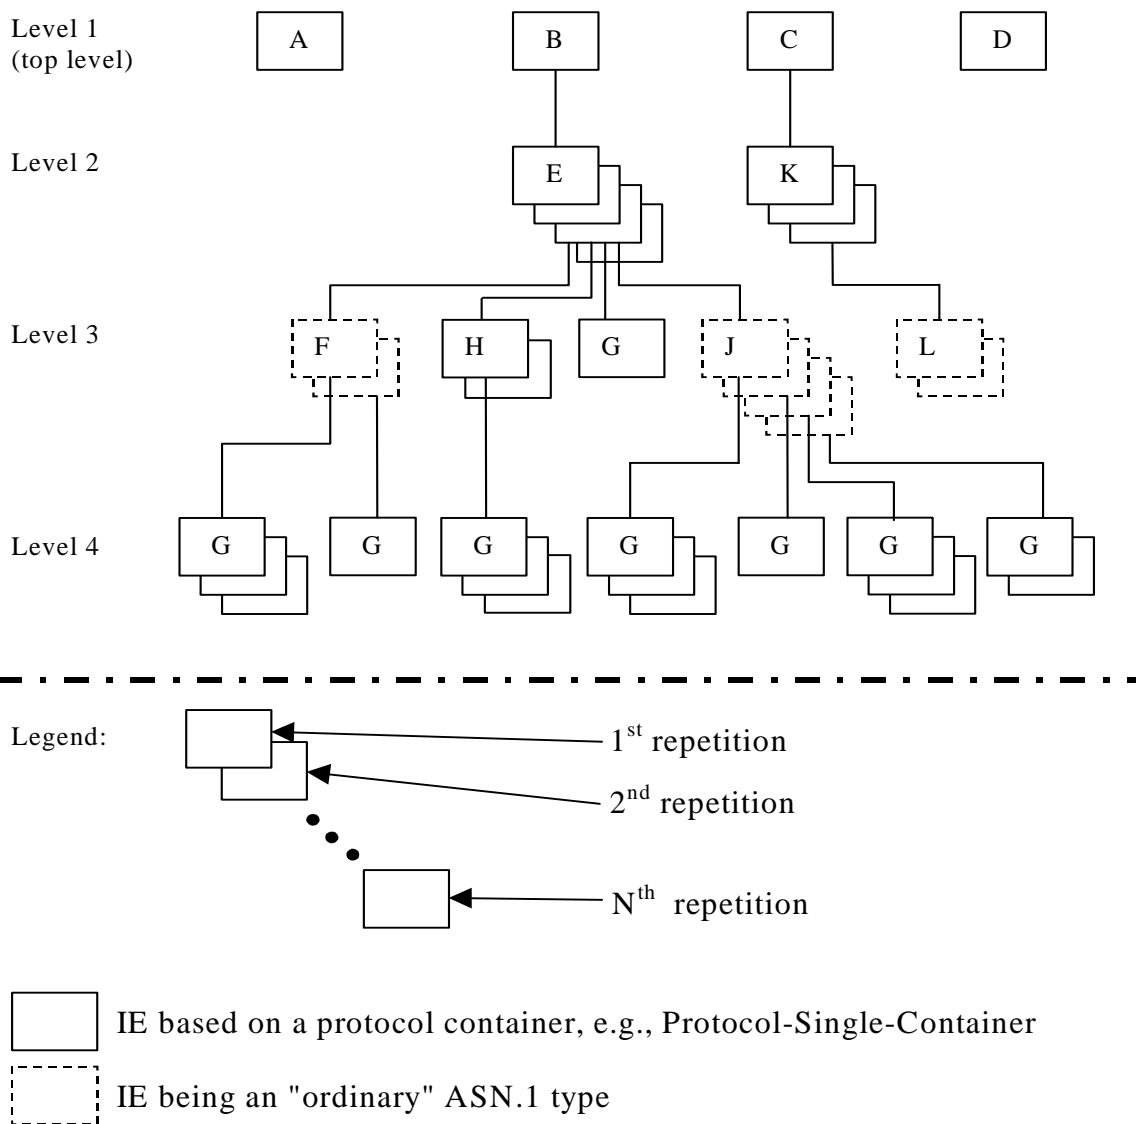 Level 1 A B C D
(top level)
Level 2 E K
Level 3 F H G J L
Level 4 G G G G G G G
Legend:
1st repetition
2nd repetition
Nth repetition
IE based on a protocol container, e.g., Protocol-Single-Container
IE being an "ordinary" ASN.1 type